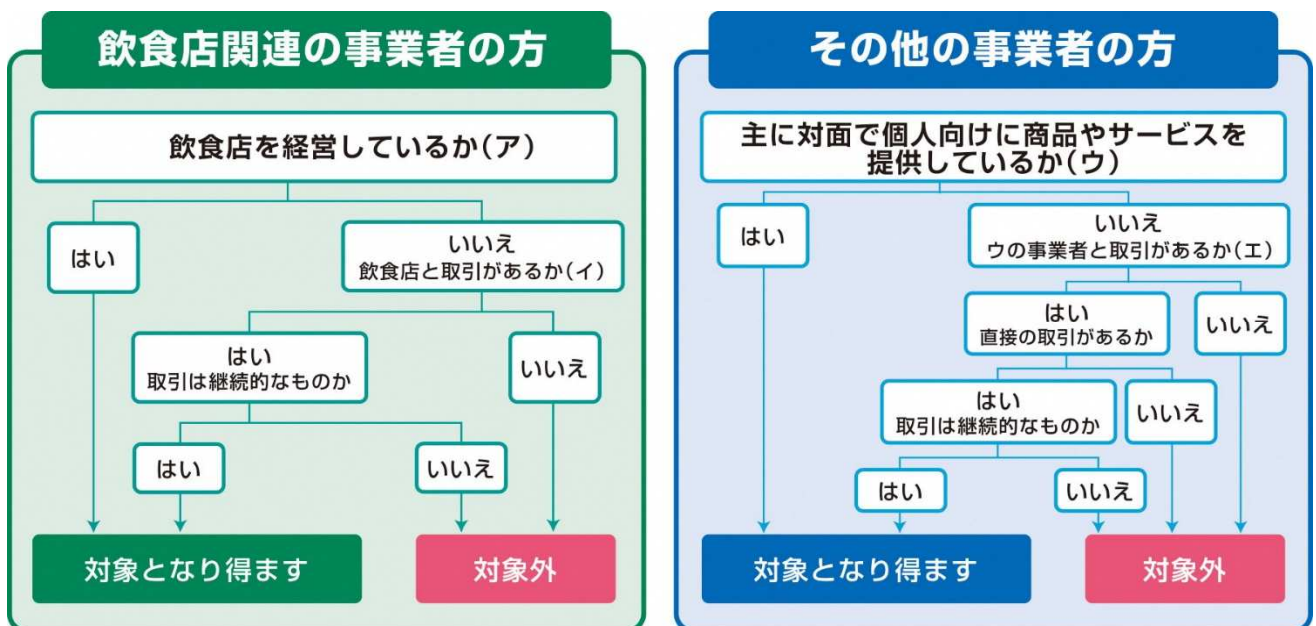 飲食店関連の事業者の方
飲食店を経営しているか（ア）
はい
いいえ
飲食店と取引があるか（イ）
はい
取引は継続的なものか
いいえ
はい
いいえ
対象となり得ます
対象外
その他の事業者の方
主に対面で個人向けに商品やサービスを
提供しているか（ウ）
はい
いいえ
ウの事業者と取引があるか（エ）
はい
直接の取引があるか
いいえ
はい
取引は継続的なものか
いいえ
はい
いいえ
対象となり得ます
対象外